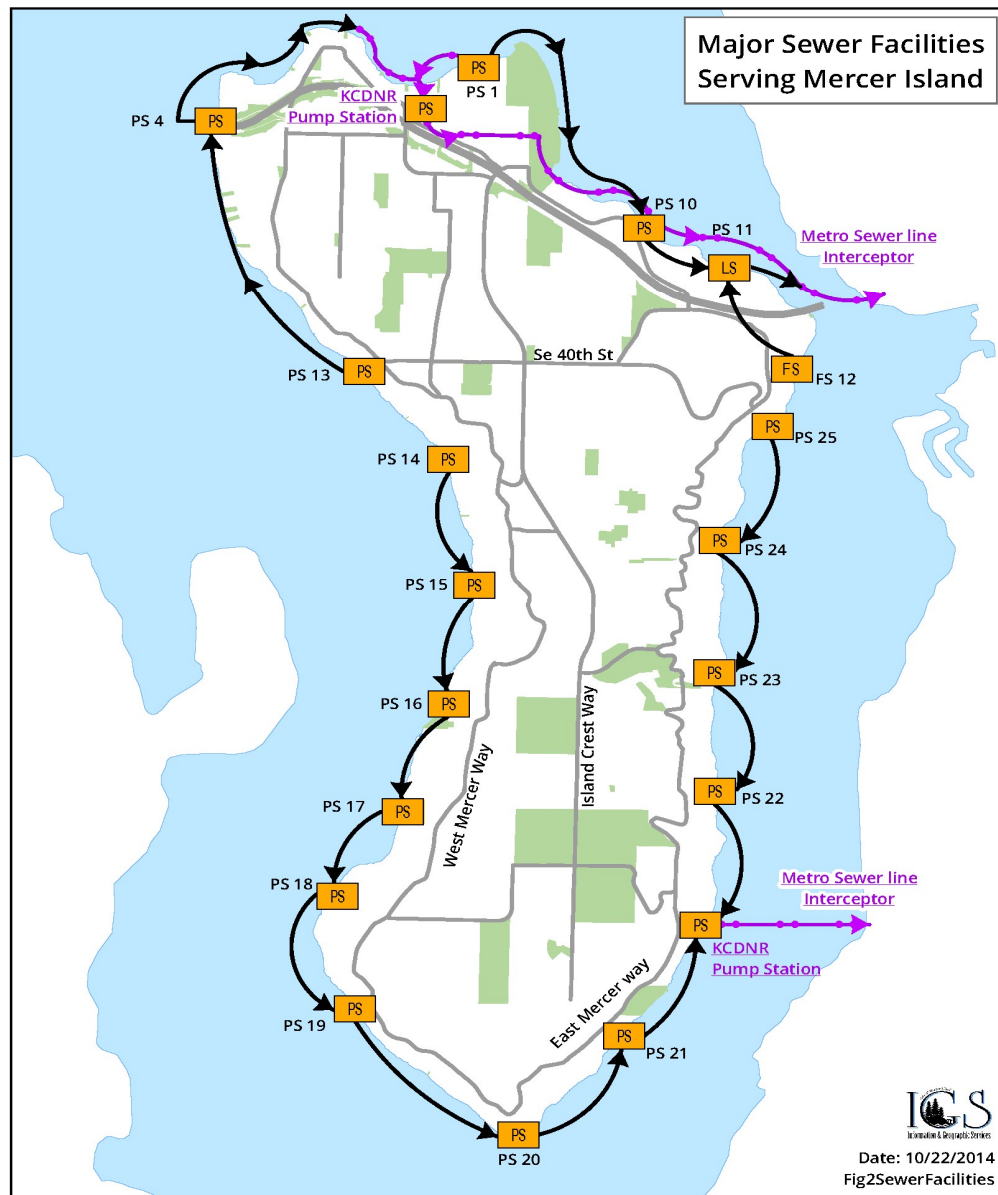 Major Sewer Facilities
Serving Mercer Island
PS
PS 1
KCDNR
Pump Station
PS
PS 4
PS
PS 10
PS
PS 11
LS
Metro Sewer line
Interceptor
Se 40th St
PS 13
PS
FS
FS 12
PS
PS 25
PS 14
PS
PS
PS 24
PS 15
PS
PS
PS 23
PS 16
PS
Island Crest Way
West Mercer Way
PS
PS 22
PS 17
PS
PS 18
PS
Metro Sewer line
Interceptor
PS
KCDNR
Pump Station
East Mercer way
PS 19
PS
PS
PS 21
PS
PS 20
IGS
Information & Geographic Services
Date: 10/22/2014
Fig2SewerFacilities